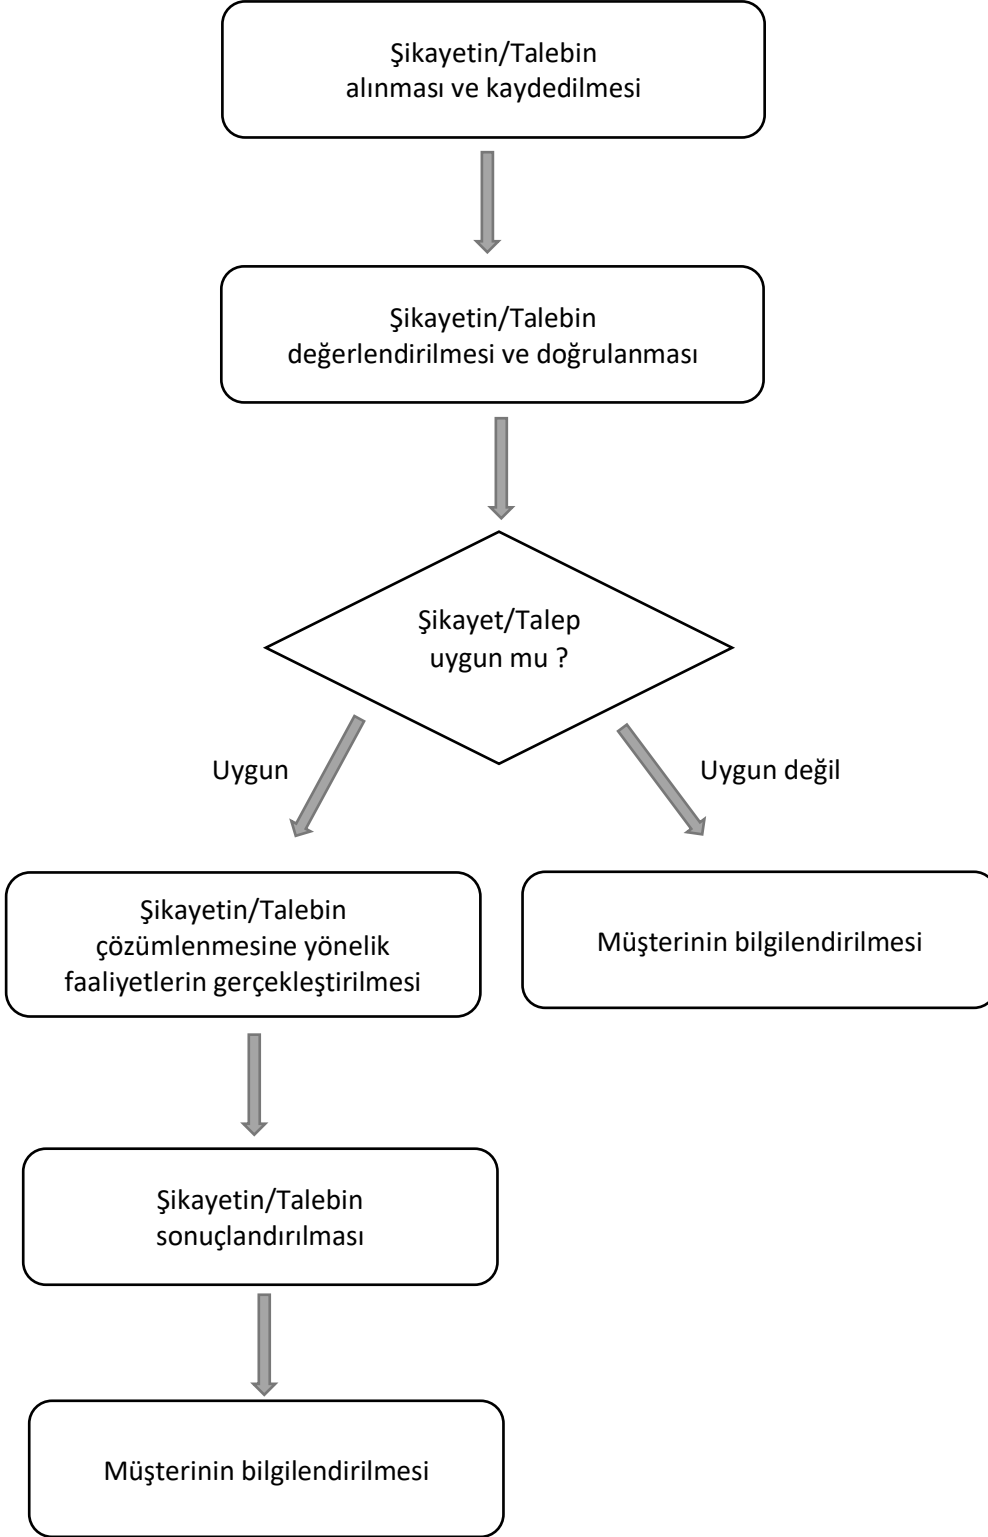 Şikayetin/Talebin
alınması ve kaydedilmesi
Şikayetin/Talebin
değerlendirilmesi ve doğrulanması
Şikayet/Talep
uygun mu ?
Uygun
Uygun değil
Şikayetin/Talebin
çözümlenmesine yönelik
faaliyetlerin gerçekleştirilmesi
Müşterinin bilgilendirilmesi
Şikayetin/Talebin
sonuçlandırılması
Müşterinin bilgilendirilmesi